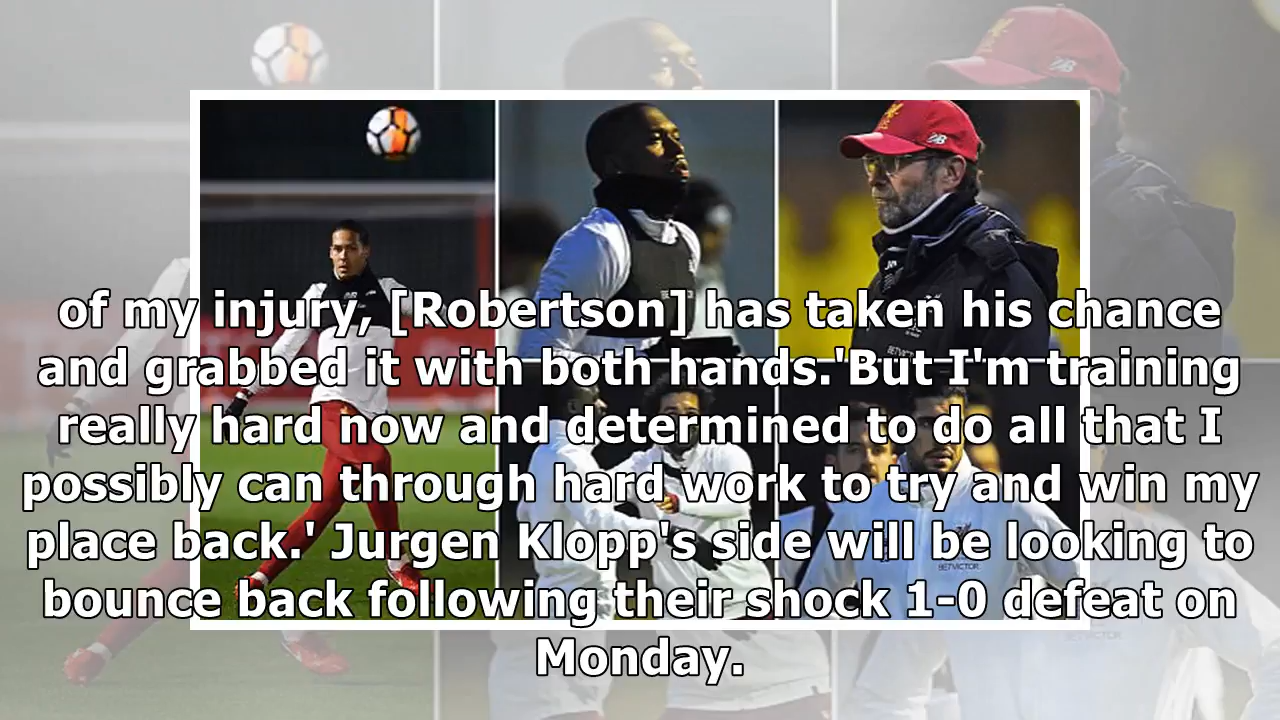 of my injury, [Robertson] has taken his chance
and grabbed it with both hands.'But I'm training
really hard now and determined to do all that I
possibly can through hard work to try and win my
place back.' Jurgen Klopp's side will be looking to
bounce back following their shock 1-0 defeat on
Monday.